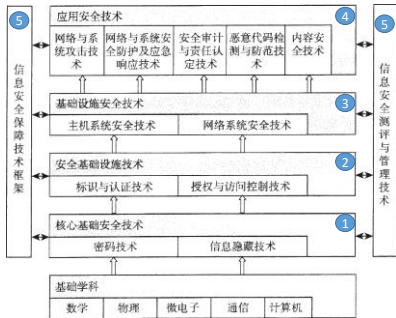 应用安全技术
4
网络与系
统攻击技
术
网络与系统安
全防护及应急
响应技术
安全审计
与责任认
定技术
恶意代码检
测与防范技
术
内容安
全技术
基础设施安全技术
3
主机系统安全技术
网络系统安全技术
安全基础设施技术
2
标识与认证技术
授权与访问控制技术
核心基础安全技术
1
密码技术
信息隐藏技术
基础学科
数学
物理
微电子
通信
计算机
5
信息安全保障技术框架
5
信息安全测评与管理技术